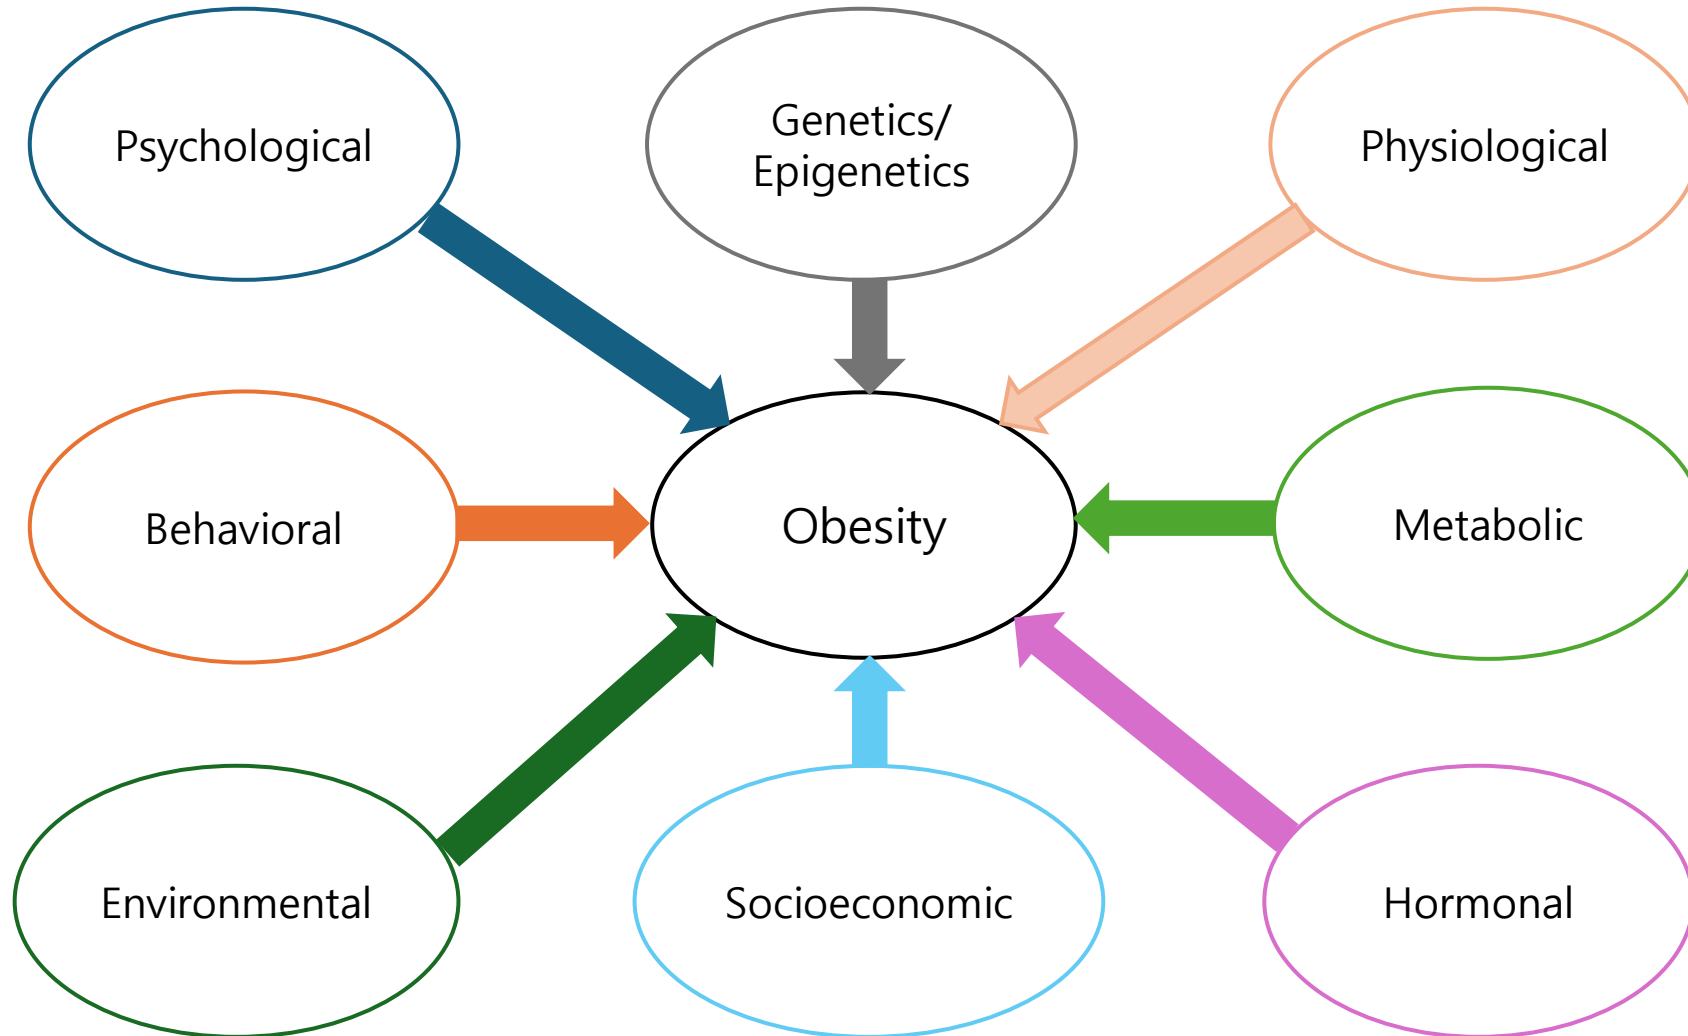 Psychological
Genetics/
Epigenetics
Physiological
Behavioral
Obesity
Metabolic
Environmental
Socioeconomic
Hormonal